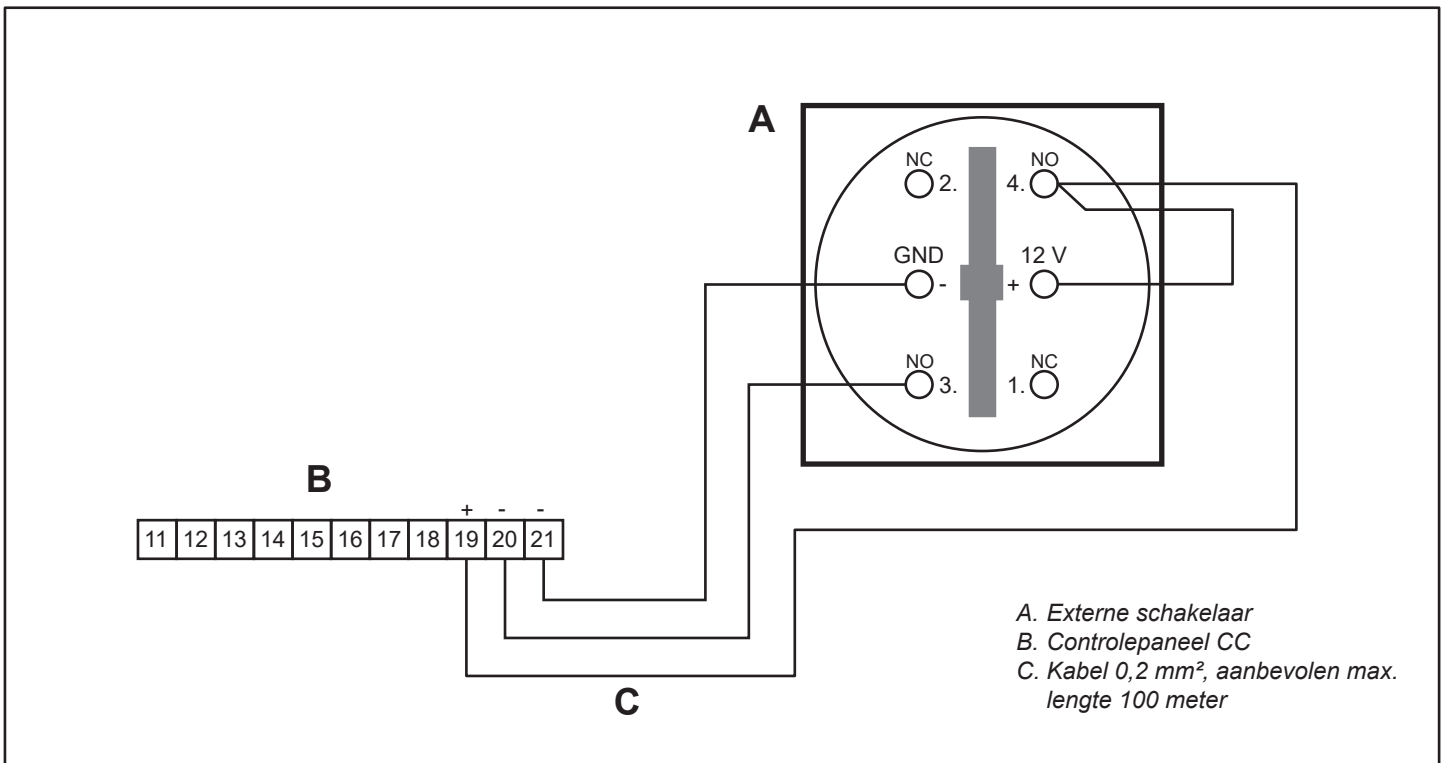 A
NC NO
2. 4.
GND 12 V
- +
NO NC
3. 1.
B
+ - -
11 12 13 14 15 16 17 18 19 20 21
C
A. Externe schakelaar
B. Controlepaneel CC
C. Kabel 0,2 mm², aanbevolen max.
lengte 100 meter